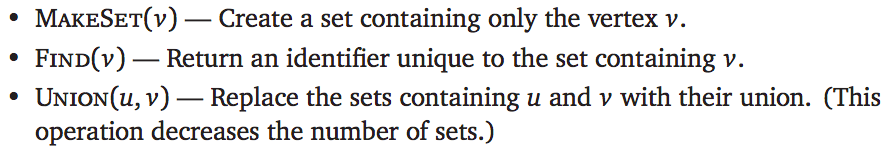 • MAKESET(v) — Create a set containing only the vertex v.
• FIND(v) — Return an identifier unique to the set containing v.
• UNION(u, v) — Replace the sets containing u and v with their union. (This
operation decreases the number of sets.)